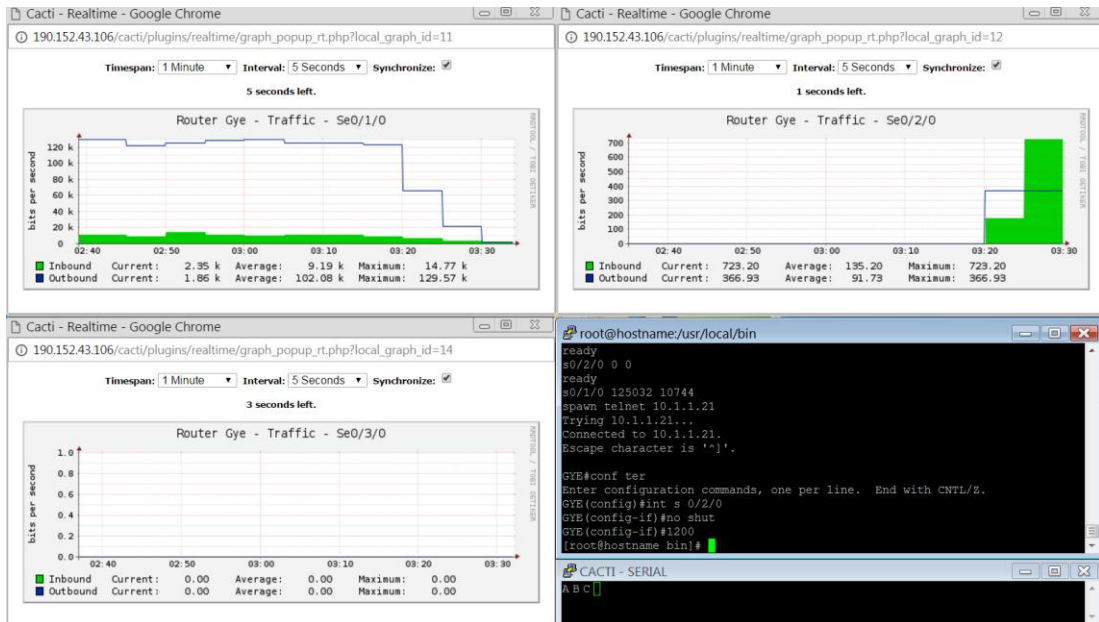 Cacti - Realtime - Google Chrome
190.152.43.106/cacti/plugins/realtime/graph_popup_rt.php?local_graph_id=11
Timespan: 1 Minute Interval: 5 Seconds Synchronize:
5 seconds left.
Router Gye - Traffic - Se0/1/0
RRDTOOL / TOBI OETIKER
bits per second
120 k
100 k
80 k
60 k
40 k
20 k
0
02:40 02:50 03:00 03:10 03:20 03:30
Inbound Current: 2.35 k Average: 9.19 k Maximum: 14.77 k
Outbound Current: 1.86 k Average: 102.08 k Maximum: 129.57 k
Cacti - Realtime - Google Chrome
190.152.43.106/cacti/plugins/realtime/graph_popup_rt.php?local_graph_id=12
Timespan: 1 Minute Interval: 5 Seconds Synchronize:
1 seconds left.
Router Gye - Traffic - Se0/2/0
RRDTOOL / TOBI OETIKER
bits per second
700
600
500
400
300
200
100
0
02:40 02:50 03:00 03:10 03:20 03:30
Inbound Current: 723.20 Average: 135.20 Maximum: 723.20
Outbound Current: 366.93 Average: 91.73 Maximum: 366.93
Cacti - Realtime - Google Chrome
190.152.43.106/cacti/plugins/realtime/graph_popup_rt.php?local_graph_id=14
Timespan: 1 Minute Interval: 5 Seconds Synchronize:
3 seconds left.
Router Gye - Traffic - Se0/3/0
RRDTOOL / TOBI OETIKER
bits per second
1.0
0.8
0.6
0.4
0.2
0.0
02:40 02:50 03:00 03:10 03:20 03:30
Inbound Current: 0.00 Average: 0.00 Maximum: 0.00
Outbound Current: 0.00 Average: 0.00 Maximum: 0.00
root@hostname:/usr/local/bin
ready
s0/2/0 0 0
ready
s0/1/0 125032 10744
spawn telnet 10.1.1.21
Trying 10.1.1.21...
Connected to 10.1.1.21.
Escape character is '^]'.
GYE#conf ter
Enter configuration commands, one per line. End with CNTL/Z.
GYE(config)#int s 0/2/0
GYE(config-if)#no shut
GYE(config-if)#1200
[root@hostname bin]#
CACTI - SERIAL
A B C